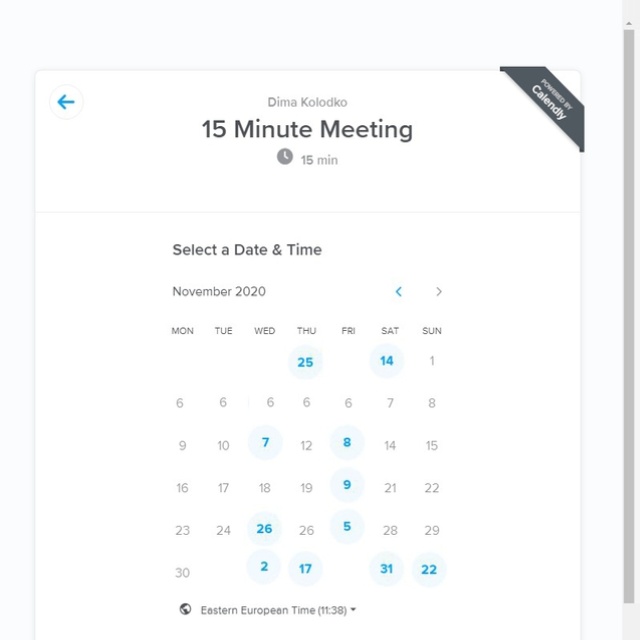 POWERED BY
Calendly
Dima Kolodko
15 Minute Meeting
15 min
Select a Date & Time
November 2020
MON TUE WED THU FRI SAT SUN
25 14 1
6 6 6 6 6 7 8
9 10 7 12 8 14 15
16 17 18 19 9 21 22
23 24 26 26 5 28 29
30 2 17 31 22
Eastern European Time (11:38)